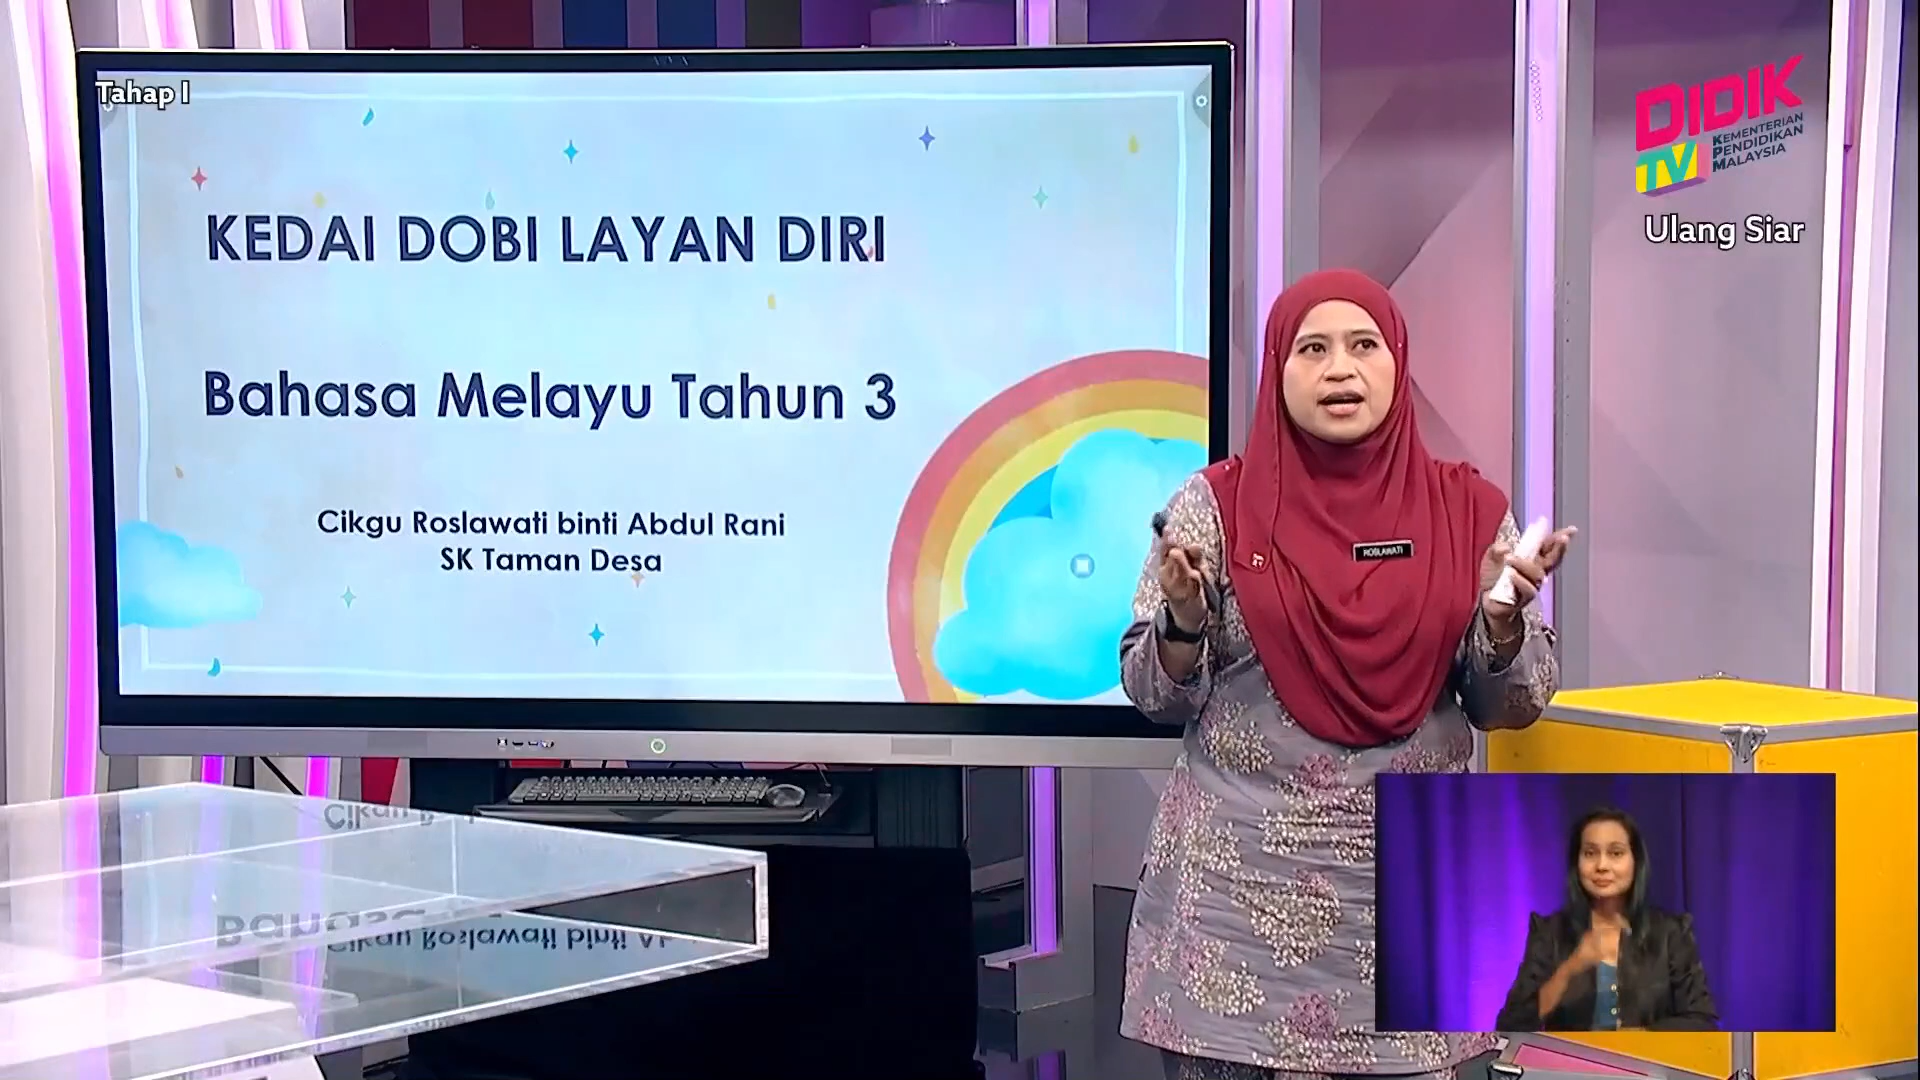 Tahap I
KEDAI DOBI LAYAN DIRI
Bahasa Melayu Tahun 3
Cikgu Roslawati binti Abdul Rani
SK Taman Desa
DIDIK
TV
KEMENTERIAN
PENDIDIKAN
MALAYSIA
Ulang Siar
ROSLAWATI